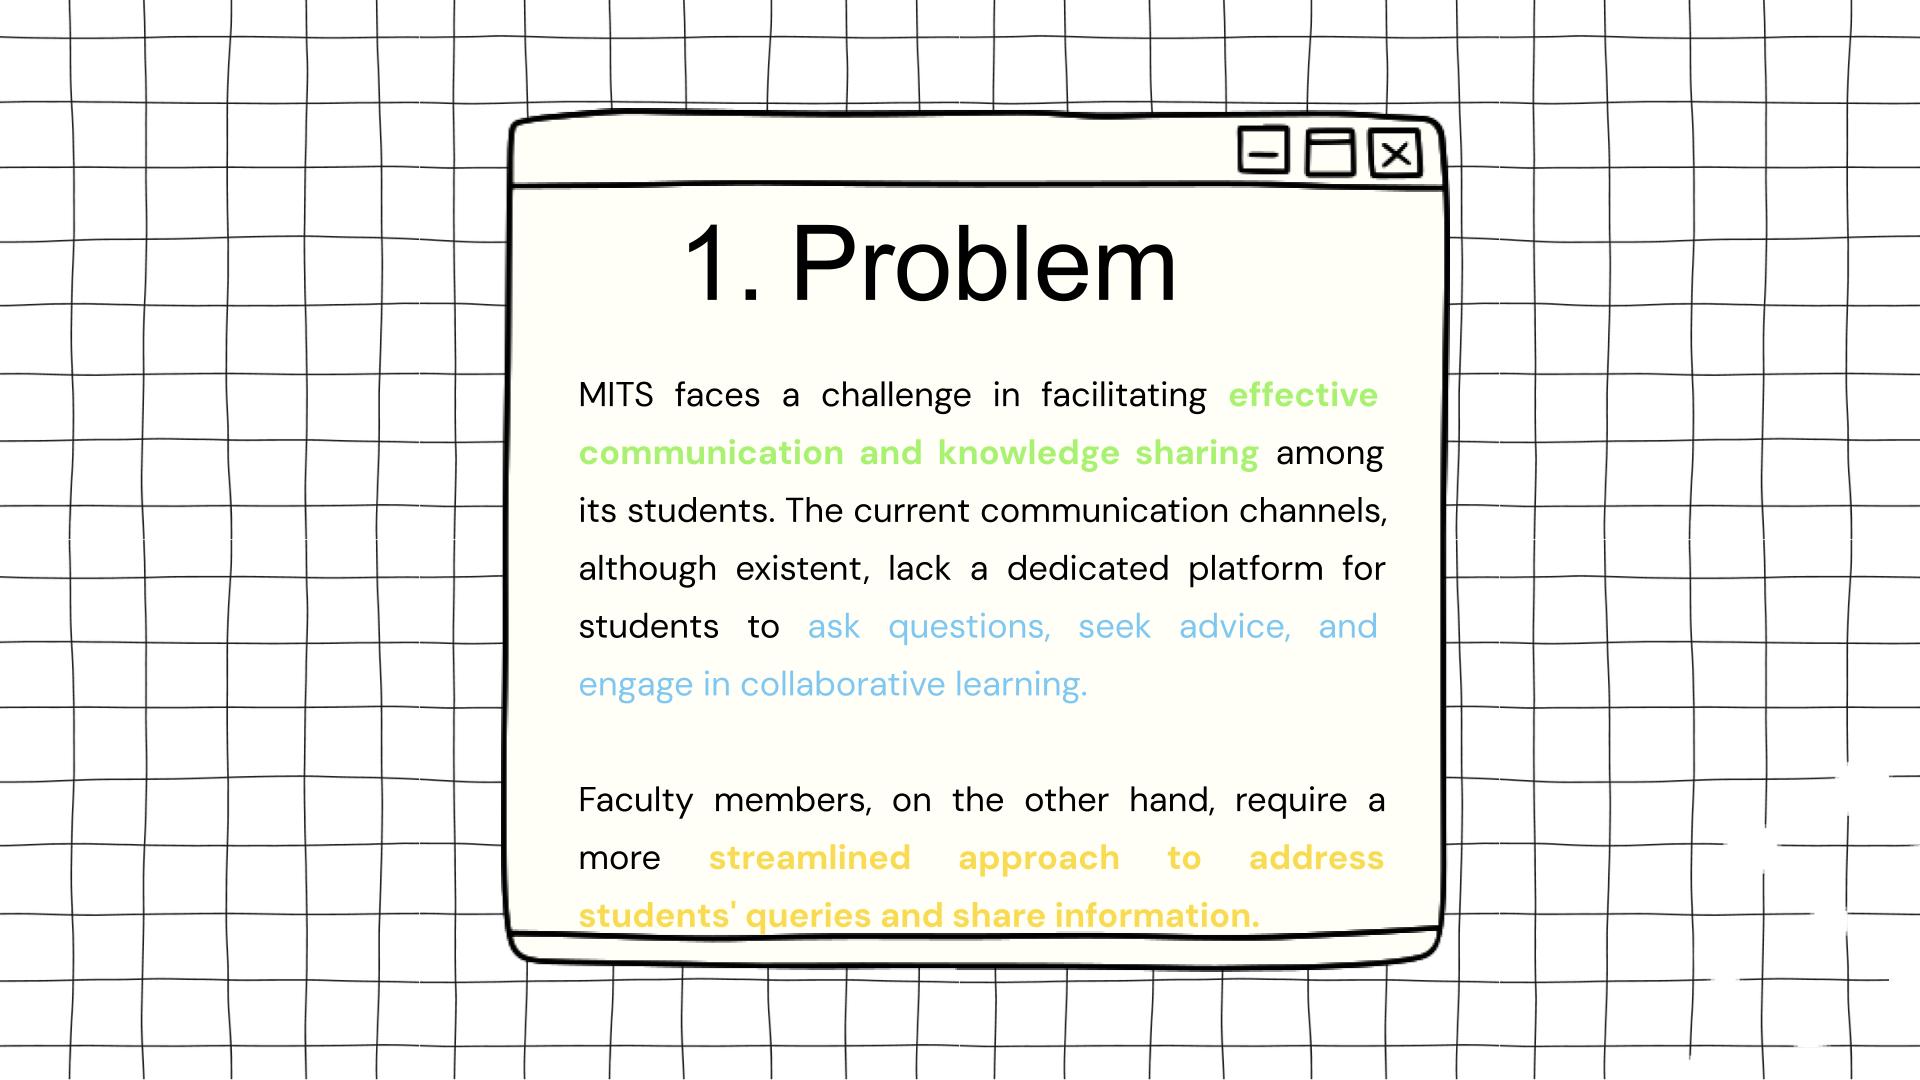 1. Problem
MITS faces a challenge in facilitating effective
communication and knowledge sharing among
its students. The current communication channels,
although existent, lack a dedicated platform for
students to ask questions, seek advice, and
engage in collaborative learning.
Faculty members, on the other hand, require a
more streamlined approach to address
students' queries and share information.